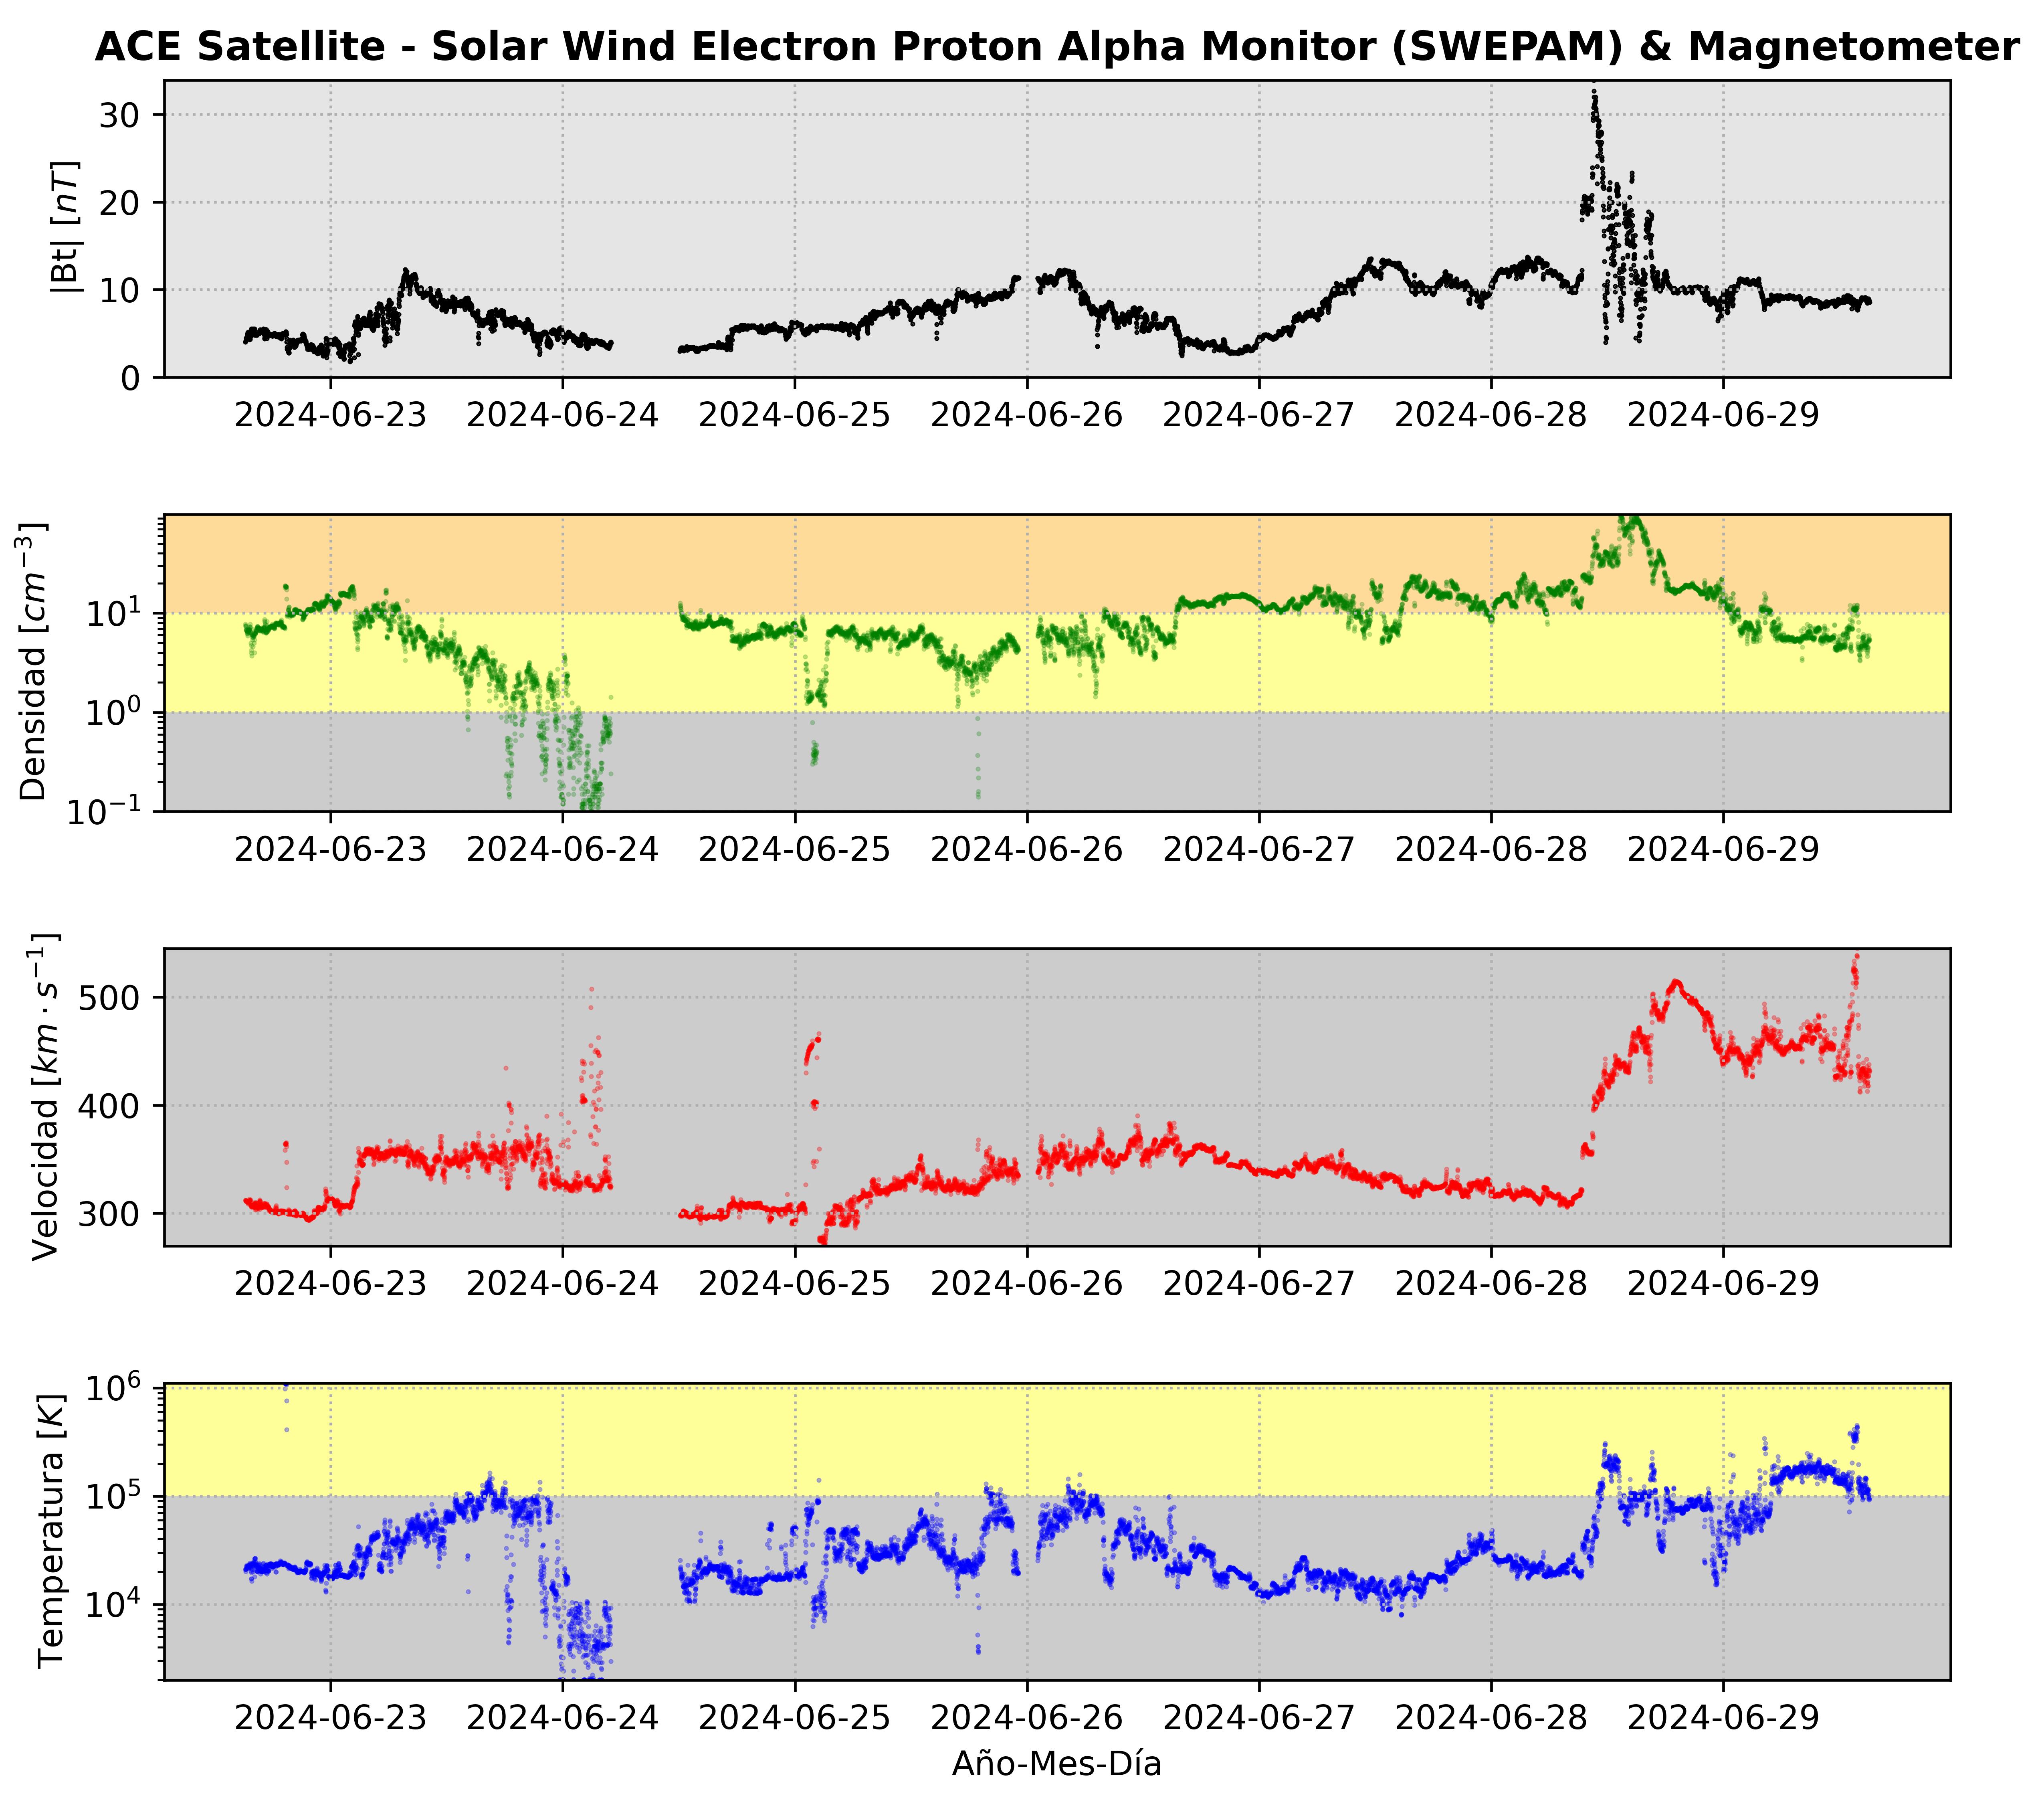 ACE Satellite - Solar Wind Electron Proton Alpha Monitor (SWEPAM) & Magnetometer
|Bt| [nT]
30
20
10
0
2024-06-23 2024-06-24 2024-06-25 2024-06-26 2024-06-27 2024-06-28 2024-06-29
Densidad [cm⁻³]
10¹
10⁰
10⁻¹
2024-06-23 2024-06-24 2024-06-25 2024-06-26 2024-06-27 2024-06-28 2024-06-29
Velocidad [km · s⁻¹]
500
400
300
2024-06-23 2024-06-24 2024-06-25 2024-06-26 2024-06-27 2024-06-28 2024-06-29
Temperatura [K]
10⁶
10⁵
10⁴
2024-06-23 2024-06-24 2024-06-25 2024-06-26 2024-06-27 2024-06-28 2024-06-29
Año-Mes-Día